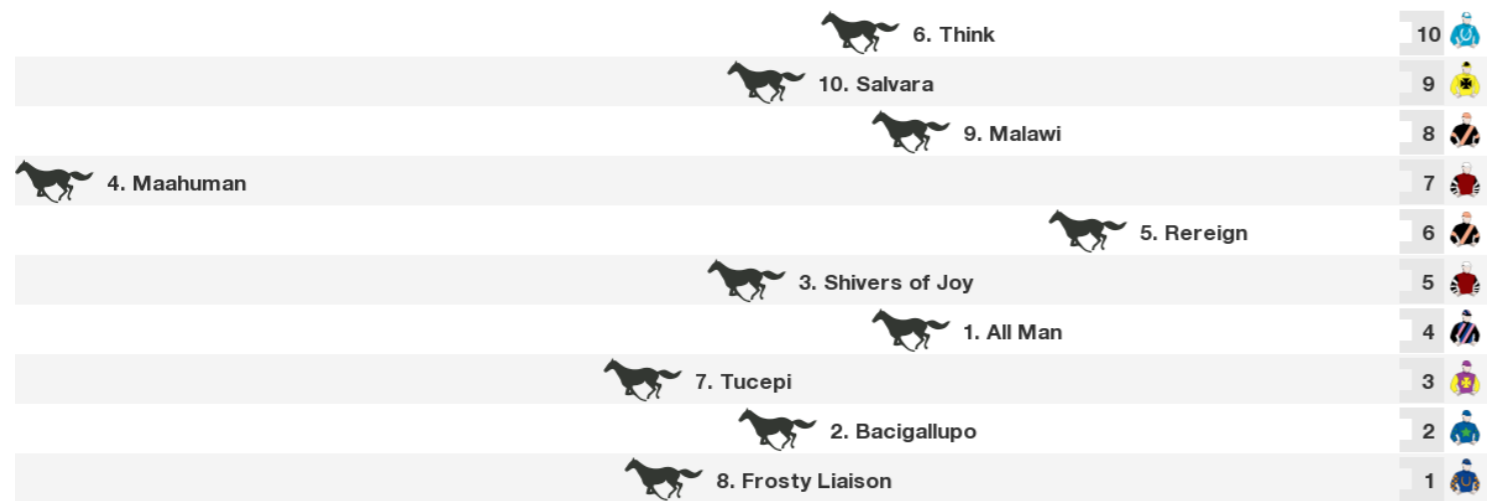 6. Think 10
10. Salvara 9
9. Malawi 8
4. Maahuman 7
5. Rereign 6
3. Shivers of Joy 5
1. All Man 4
7. Tucepi 3
2. Bacigallupo 2
8. Frosty Liaison 1